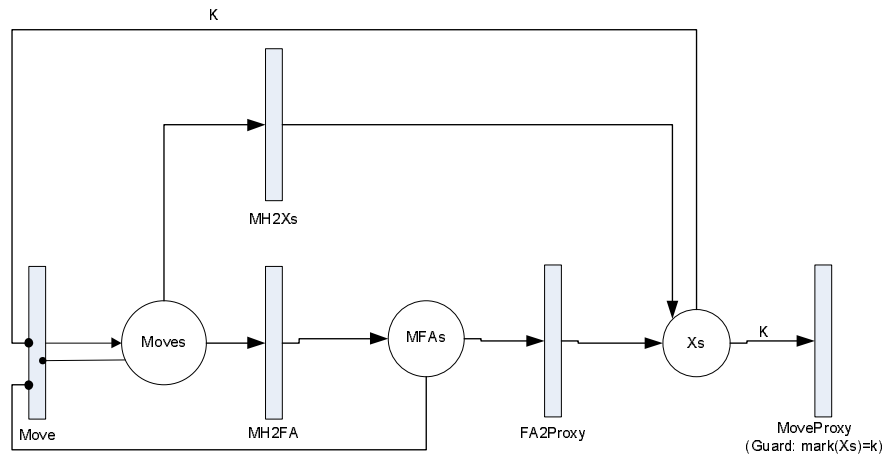 K
MH2Xs
Moves
MFAs
Xs
K
Move
MH2FA
FA2Proxy
MoveProxy
(Guard: mark(Xs)=k)